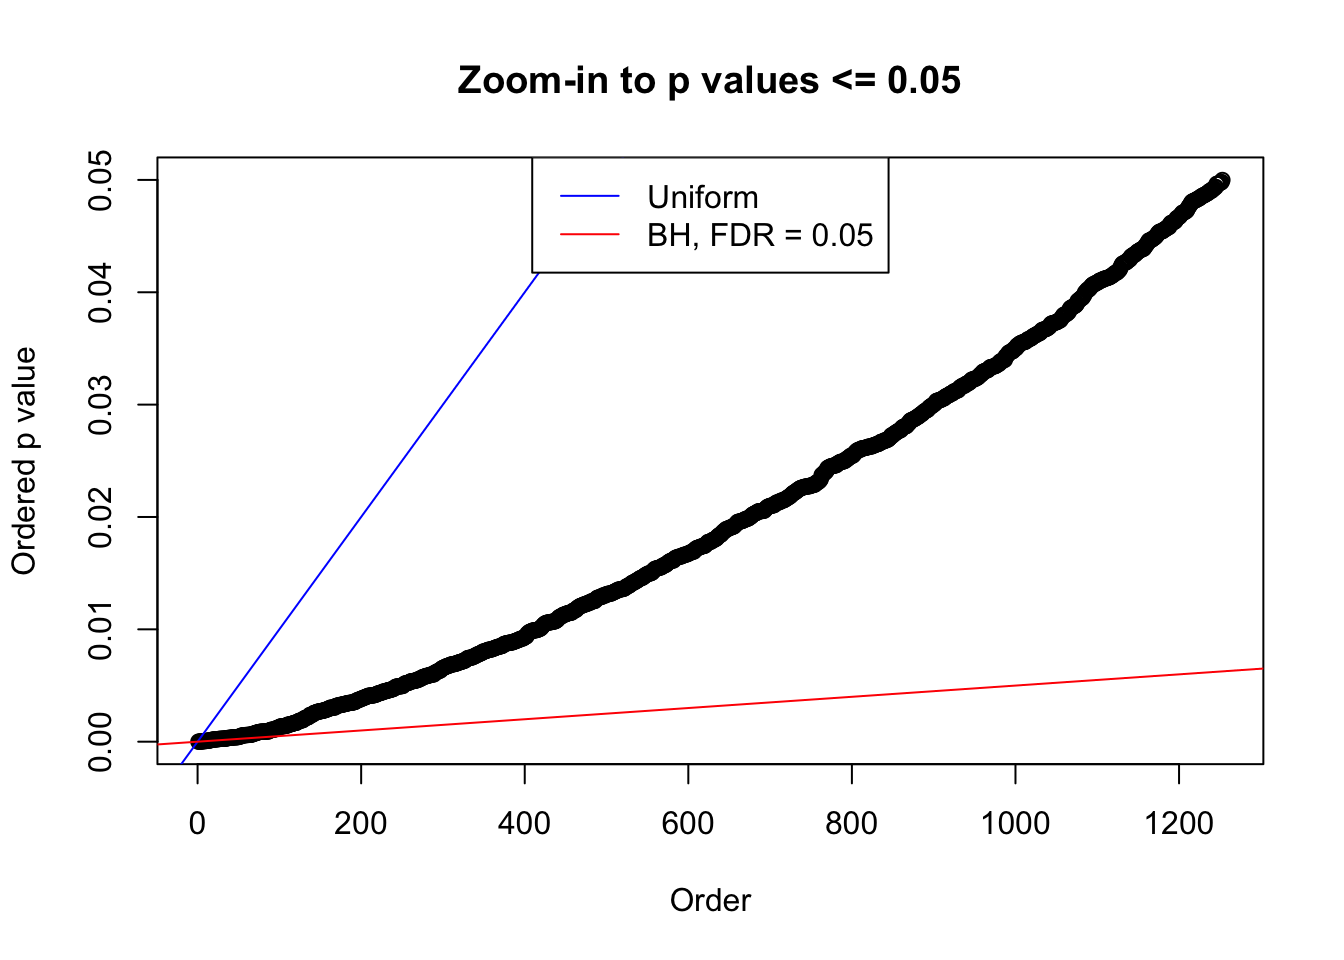 Zoom-in to p values <= 0.05
Uniform
BH, FDR = 0.05
Ordered p value
0.05
0.04
0.03
0.02
0.01
0.00
0 200 400 600 800 1000 1200
Order